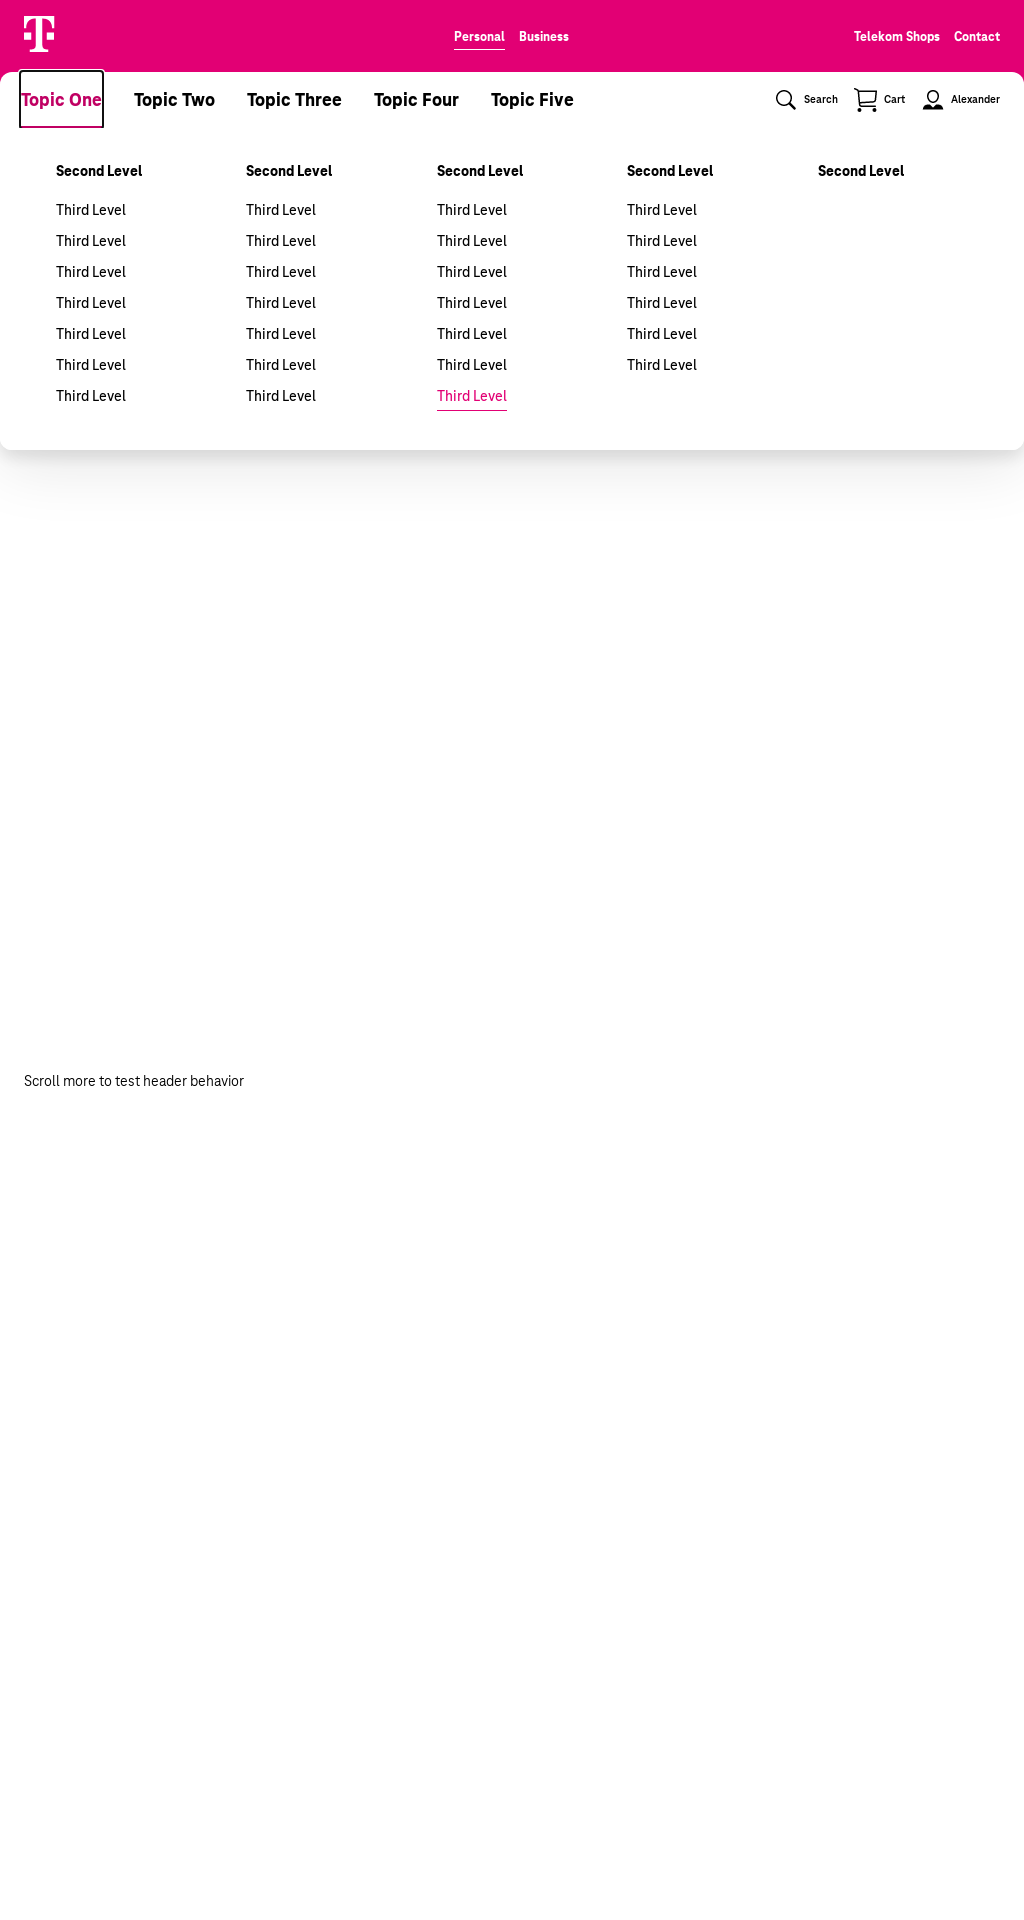 T
Personal Business Telekom Shops Contact
Topic One Topic Two Topic Three Topic Four Topic Five Search Cart Alexander
Second Level Second Level Second Level Second Level Second Level
Third Level Third Level Third Level Third Level
Third Level Third Level Third Level Third Level
Third Level Third Level Third Level Third Level
Third Level Third Level Third Level Third Level
Third Level Third Level Third Level Third Level
Third Level Third Level Third Level Third Level
Third Level Third Level Third Level
Scroll more to test header behavior